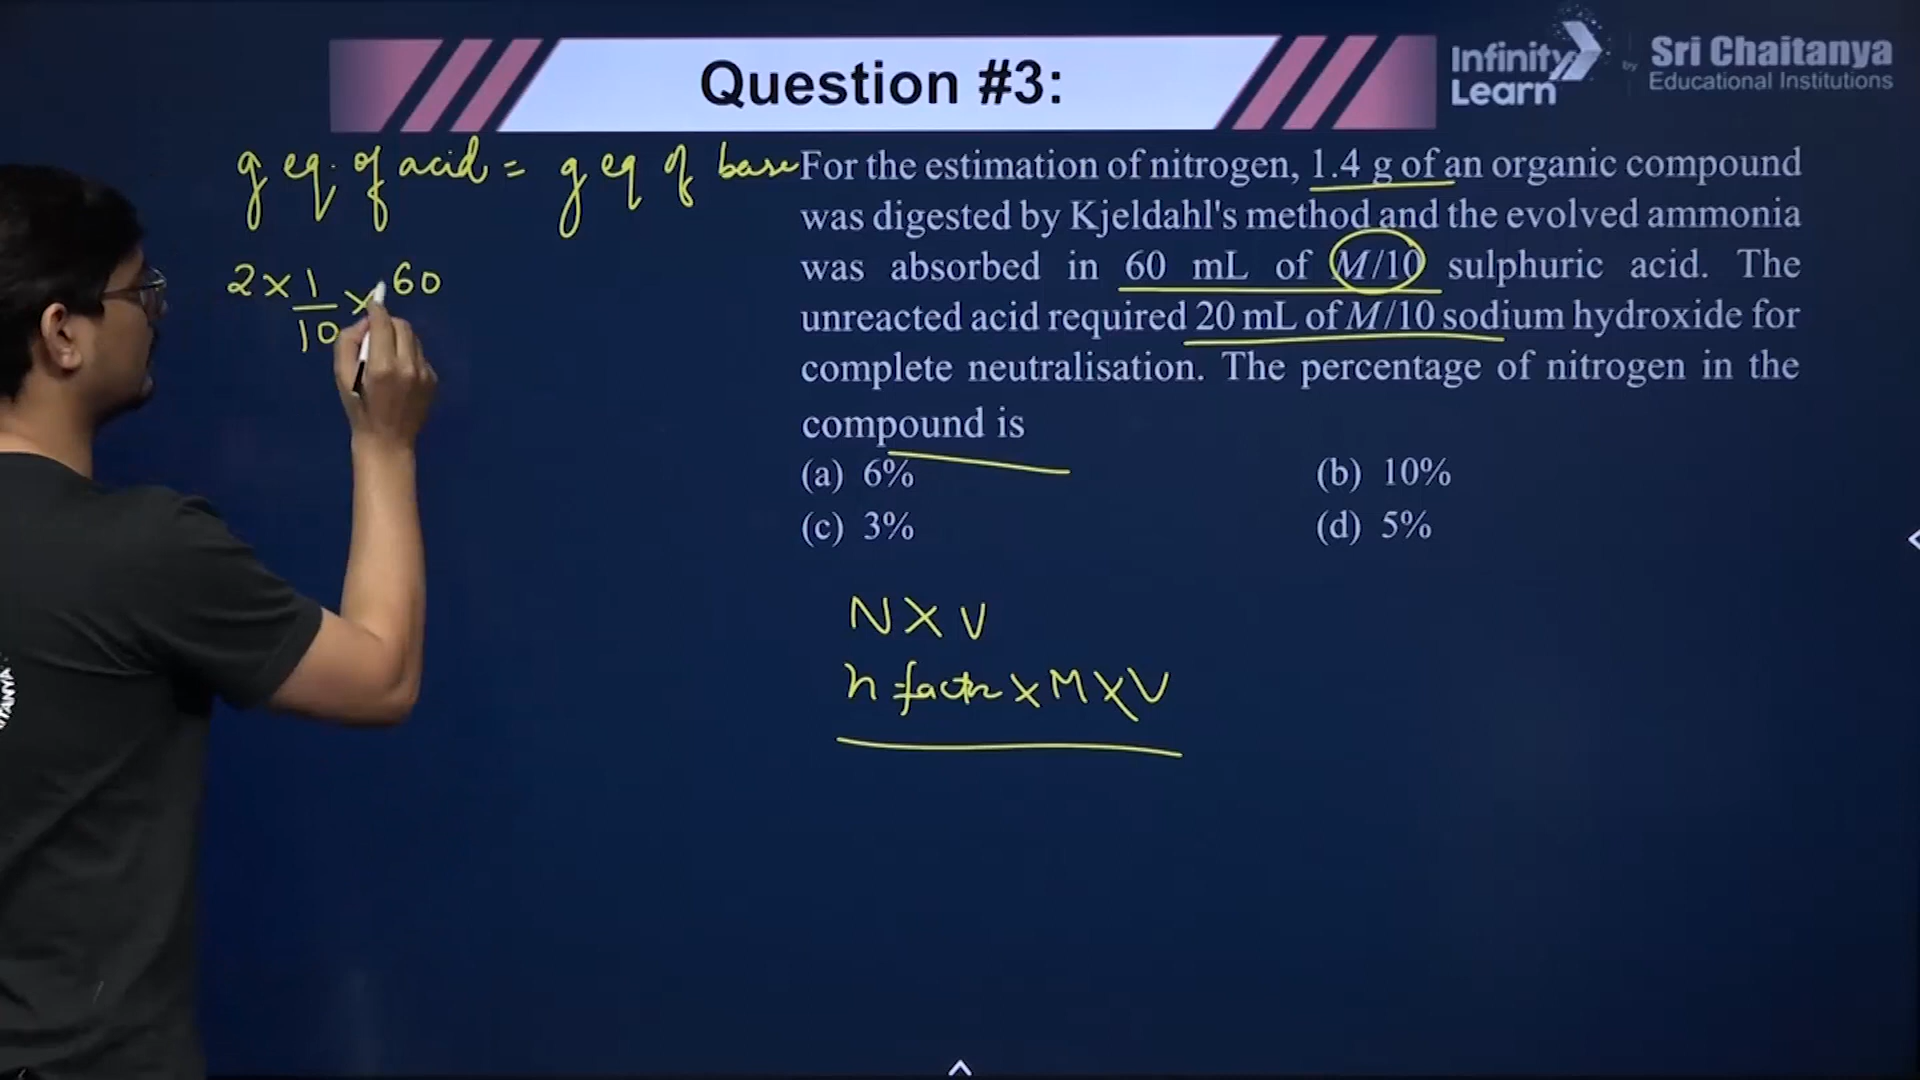 Question #3:
Infinity Learn
by
Sri Chaitanya
Educational Institutions
g eq. of acid = g eq of base
2 × 1/10 × 60
For the estimation of nitrogen, 1.4 g of an organic compound
was digested by Kjeldahl's method and the evolved ammonia
was absorbed in 60 mL of M/10 sulphuric acid. The
unreacted acid required 20 mL of M/10 sodium hydroxide for
complete neutralisation. The percentage of nitrogen in the
compound is
(a) 6% (b) 10%
(c) 3% (d) 5%
N × V
n factor × M × V